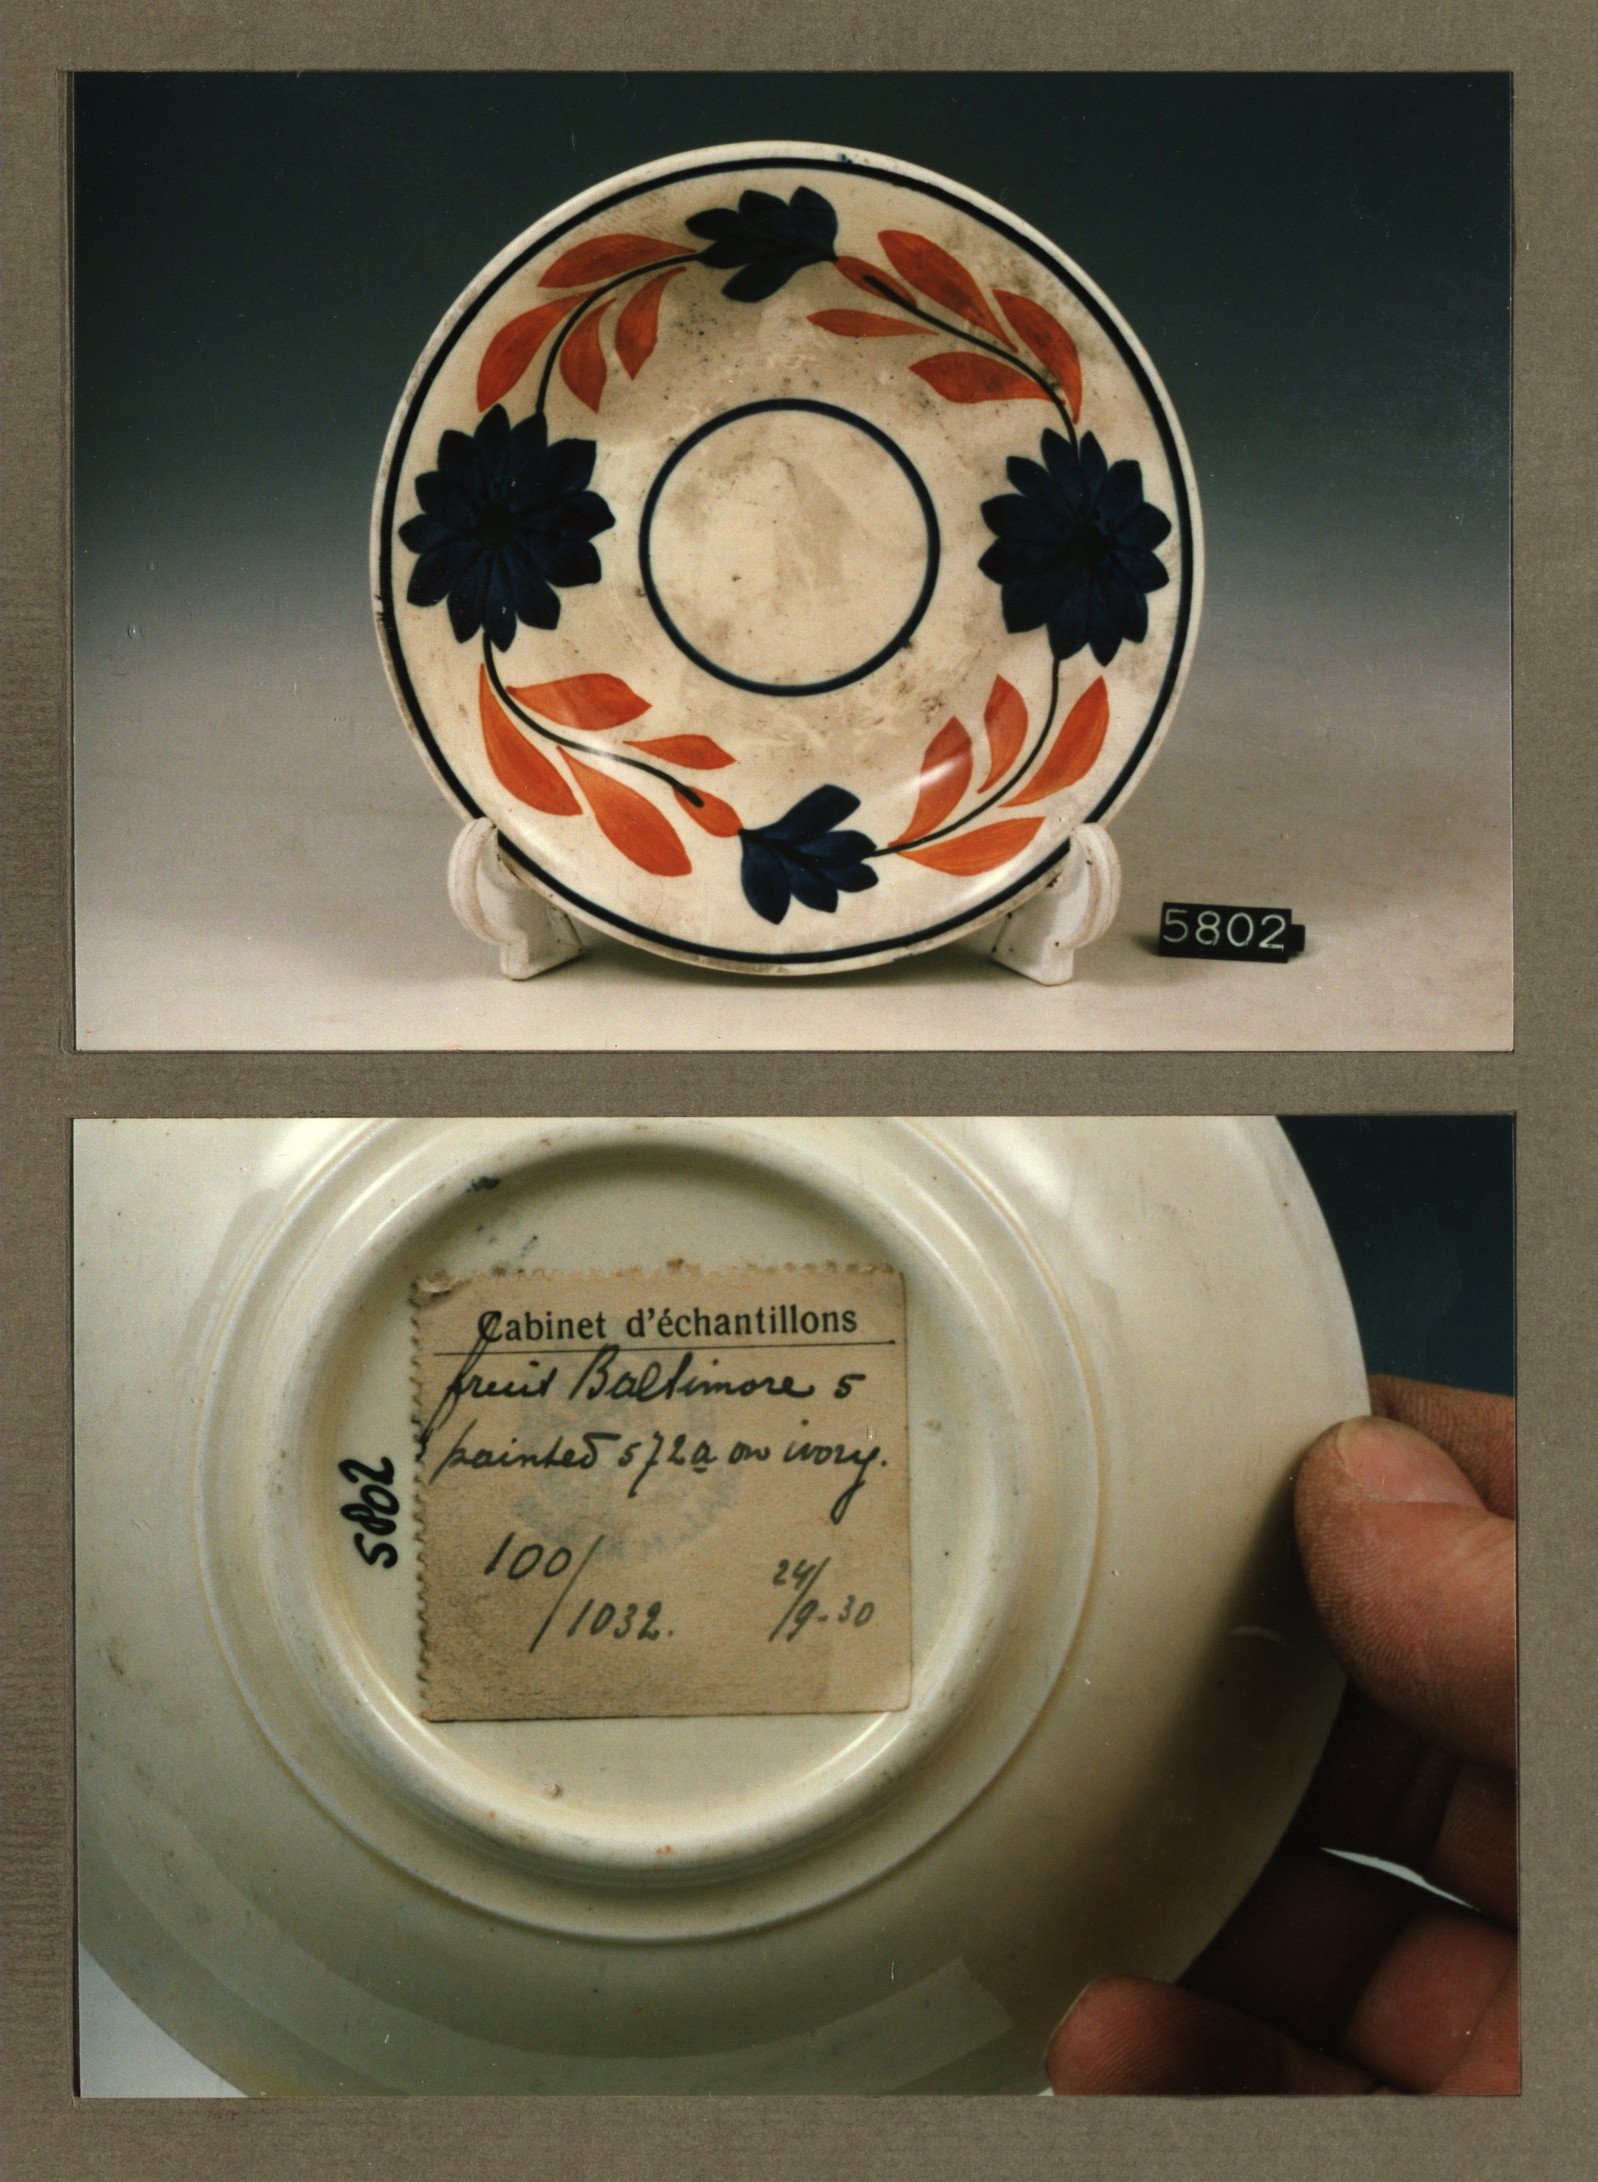 5802
Cabinet d'échantillons
fruit Baltimore 5
painted 572a on ivory.
100/1032.
24/9-30
5802